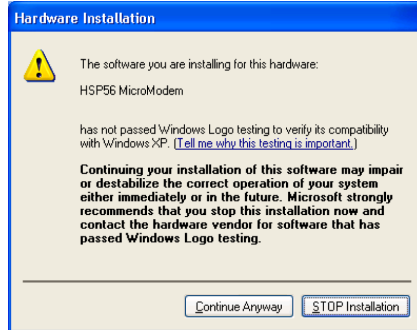 Hardware Installation
The software you are installing for this hardware:
HSP56 MicroModem
has not passed Windows Logo testing to verify its compatibility
with Windows XP. (Tell me why this testing is important.)
Continuing your installation of this software may impair
or destabilize the correct operation of your system
either immediately or in the future. Microsoft strongly
recommends that you stop this installation now and
contact the hardware vendor for software that has
passed Windows Logo testing.
Continue Anyway STOP Installation